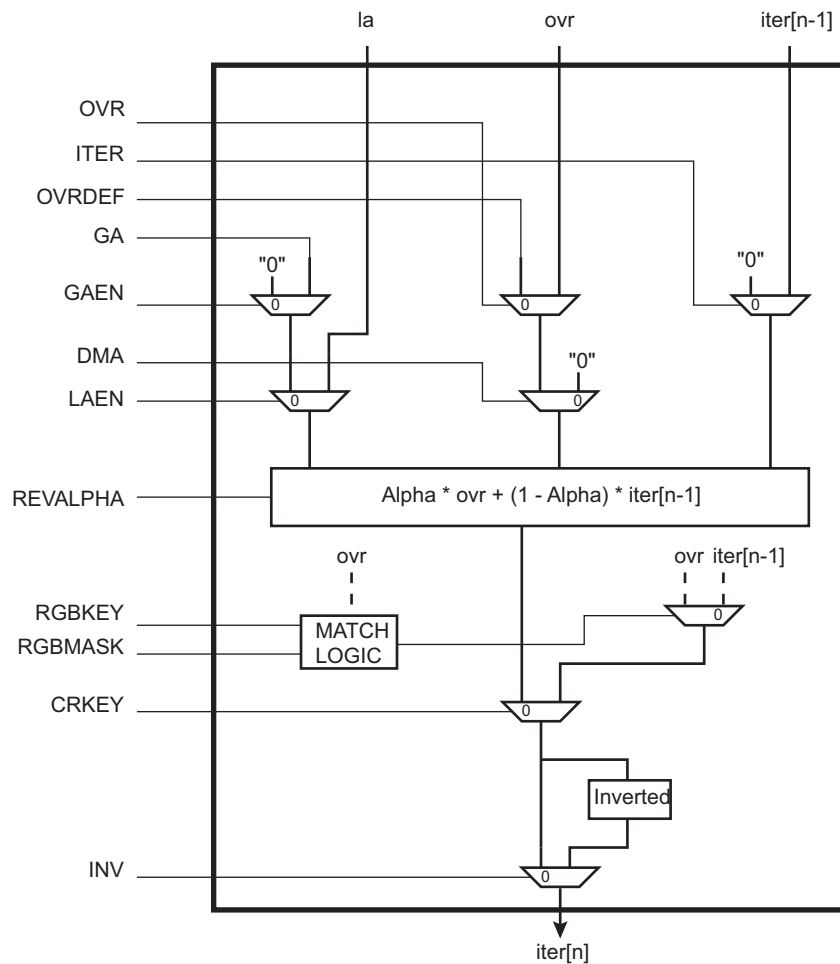 la
ovr
iter[n-1]
OVR
ITER
OVRDEF
GA
"0"
"0"
GAEN
0
0
0
DMA
"0"
LAEN
0
0
REVALPHA
Alpha * ovr + (1 - Alpha) * iter[n-1]
ovr
ovr iter[n-1]
RGBKEY
0
MATCH
LOGIC
RGBMASK
CRKEY
0
Inverted
INV
0
iter[n]